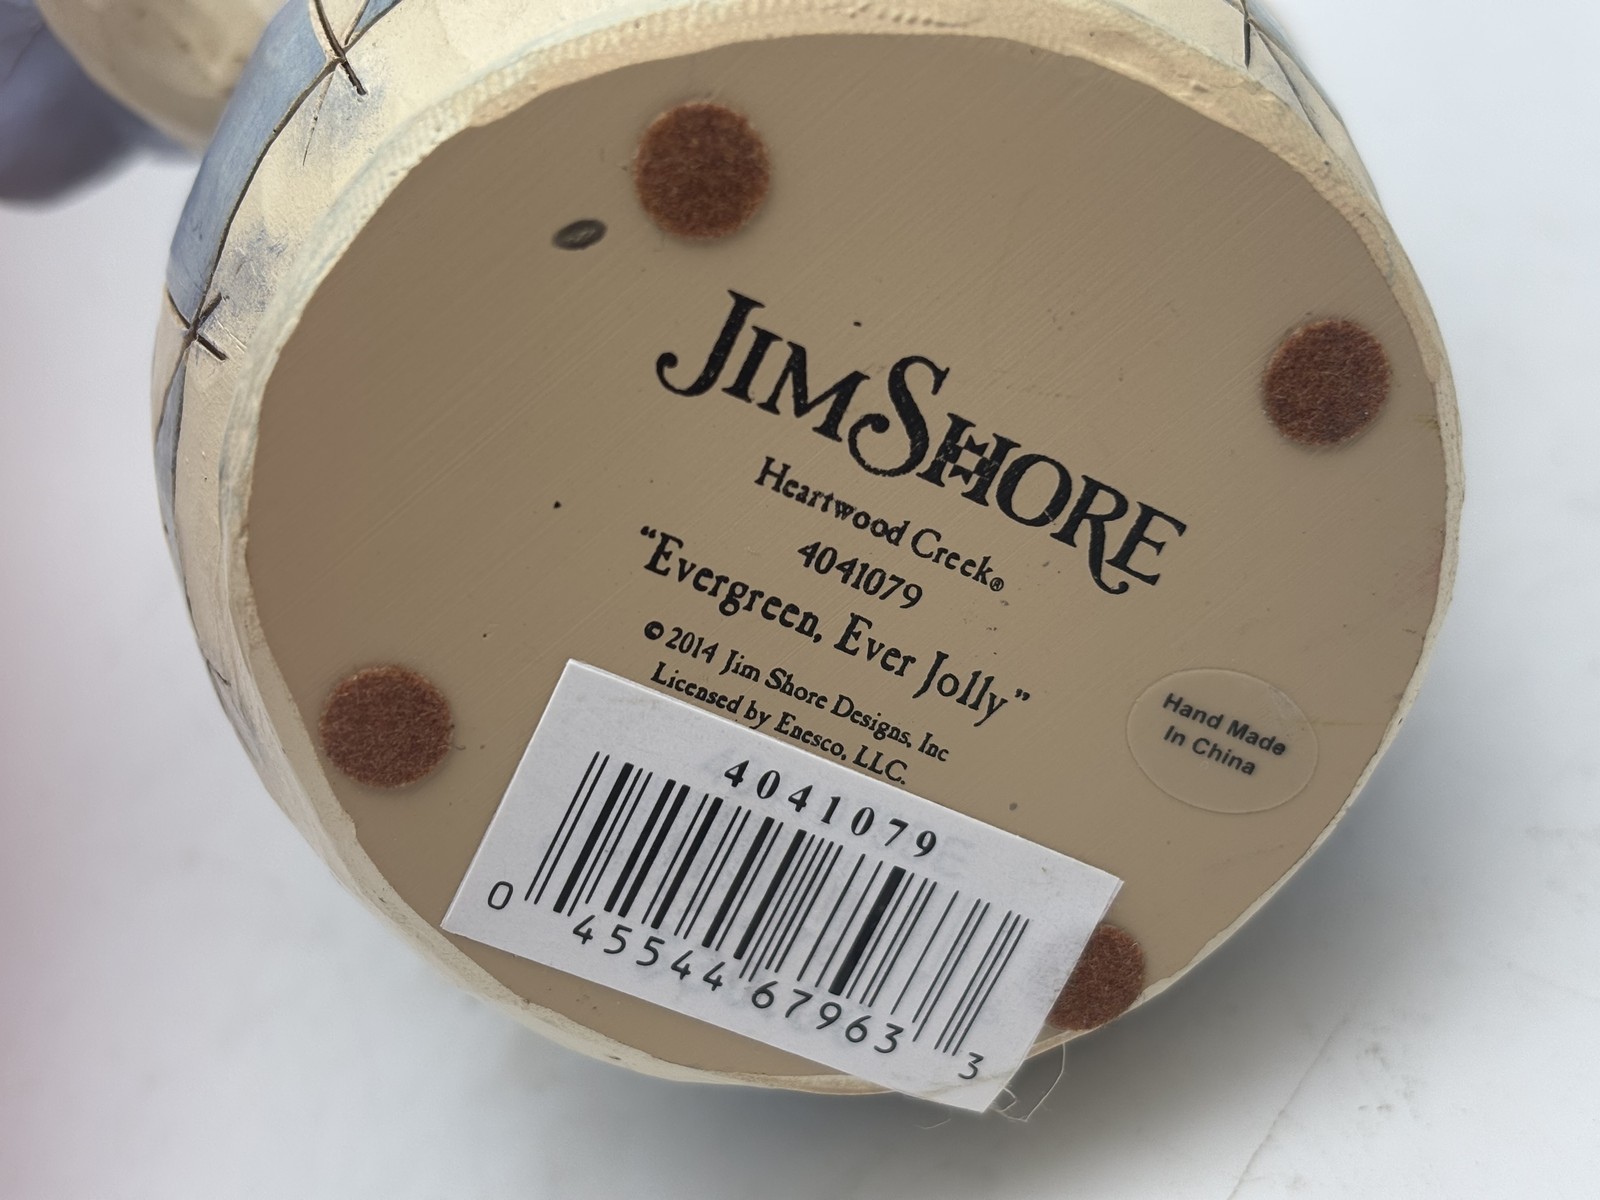 JIM SHORE
Heartwood Creek®
4041079
"Evergreen, Ever Jolly"
© 2014 Jim Shore Designs, Inc
Licensed by Enesco, LLC.
Hand Made
In China
4041079
0 45544 67963 3